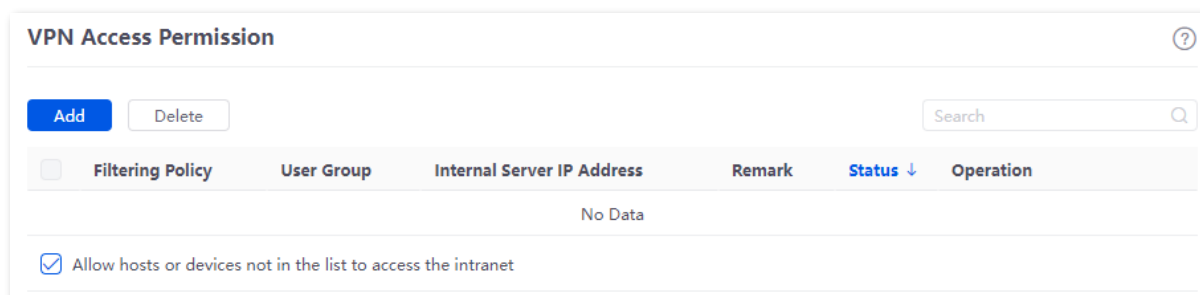 VPN Access Permission
Add Delete Search
Filtering Policy User Group Internal Server IP Address Remark Status ↓ Operation
No Data
Allow hosts or devices not in the list to access the intranet